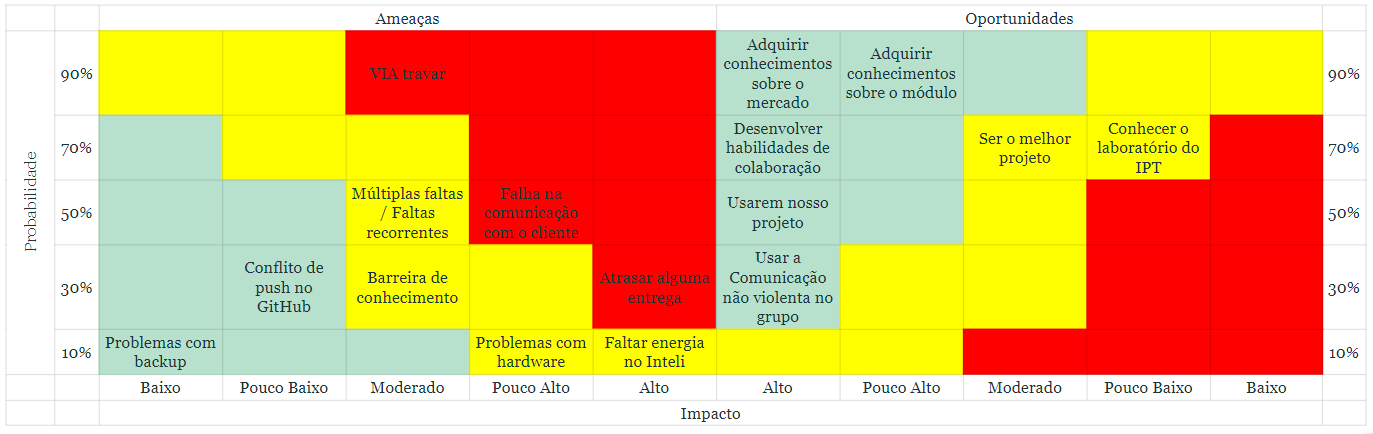 Ameaças
Oportunidades
Probabilidade
90%
VIA travar
Adquirir
conhecimentos
sobre o
mercado
Adquirir
conhecimentos
sobre o módulo
90%
70%
Desenvolver
habilidades de
colaboração
Ser o melhor
projeto
Conhecer o
laboratório do
IPT
70%
50%
Múltiplas faltas
/ Faltas
recorrentes
Falha na
comunicação
com o cliente
Usarem nosso
projeto
50%
30%
Conflito de
push no
GitHub
Barreira de
conhecimento
Atrasar alguma
entrega
Usar a
Comunicação
não violenta no
grupo
30%
10%
Problemas com
backup
Problemas com
hardware
Faltar energia
no Inteli
10%
Baixo
Pouco Baixo
Moderado
Pouco Alto
Alto
Alto
Pouco Alto
Moderado
Pouco Baixo
Baixo
Impacto